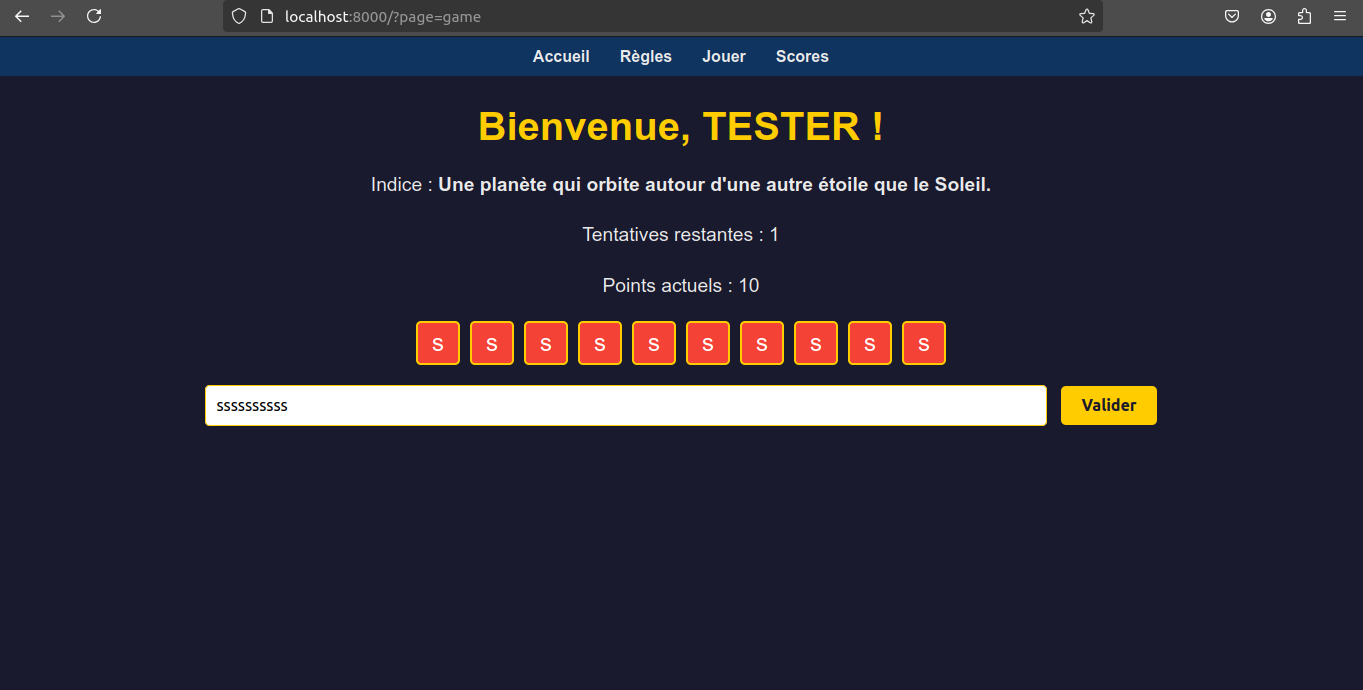 localhost:8000/?page=game
Accueil Règles Jouer Scores
Bienvenue, TESTER !
Indice : Une planète qui orbite autour d'une autre étoile que le Soleil.
Tentatives restantes : 1
Points actuels : 10
S S S S S S S S S S
ssssssssss Valider